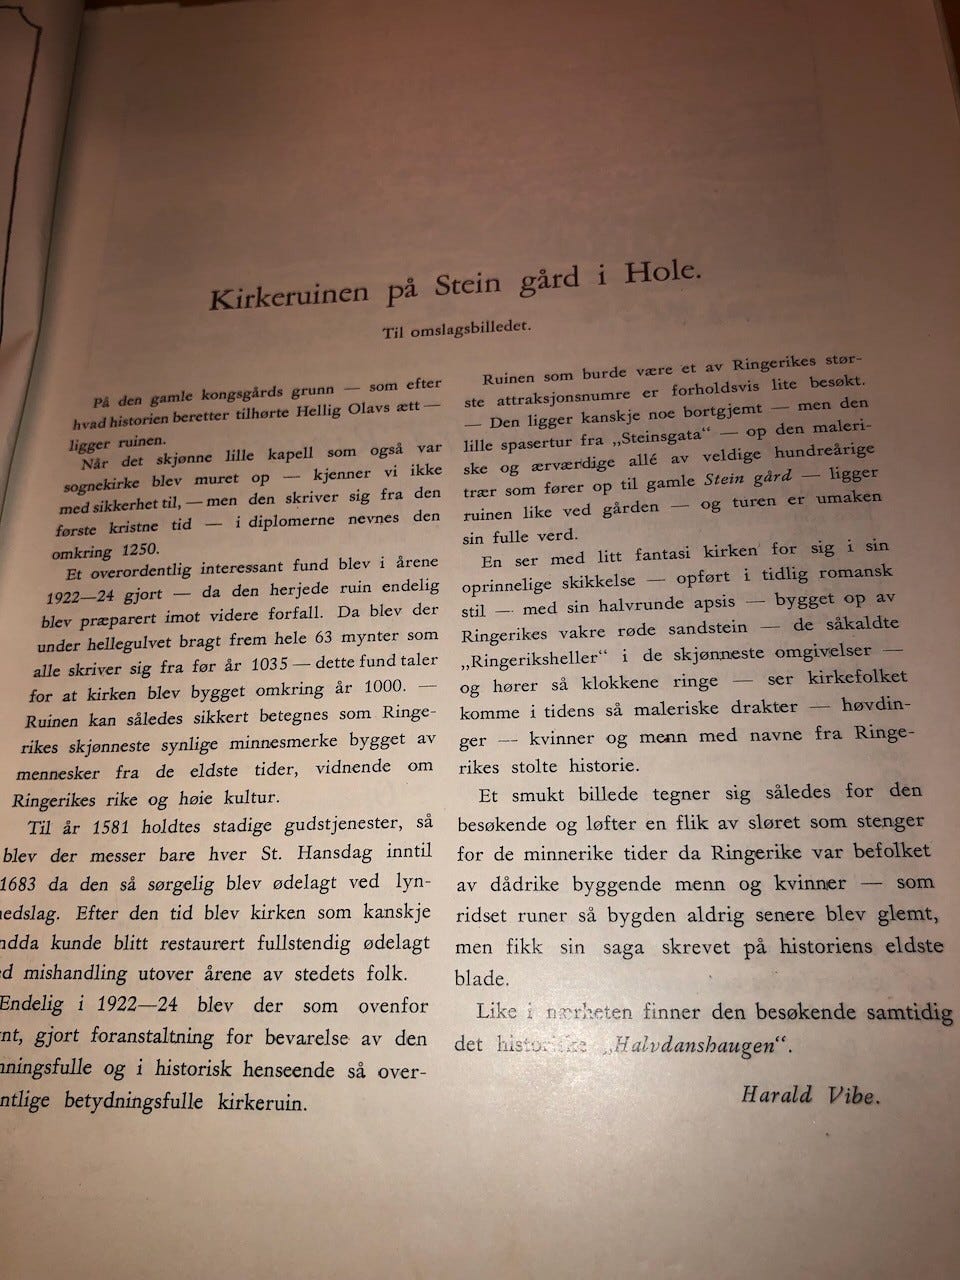 Kirkeruinen på Stein gård i Hole.
Til omslagsbilledet.
På den gamle kongsgårds grunn — som efter
hvad historien beretter tilhørte Hellig Olavs ætt —
ligger ruinen.
Når det skjønne lille kapell som også var
sognekirke blev muret op — kjenner vi ikke
med sikkerhet til, — men den skriver sig fra den
første kristne tid — i diplomerne nevnes den
omkring 1250.
Et overordentlig interessant fund blev i årene
1922—24 gjort — da den herjede ruin endelig
blev præparert imot videre forfall. Da blev der
under hellegulvet bragt frem hele 63 mynter som
alle skriver sig fra før år 1035 — dette fund taler
for at kirken blev bygget omkring år 1000. —
Ruinen kan således sikkert betegnes som Ringe-
rikes skjønneste synlige minnesmerke bygget av
mennesker fra de eldste tider, vidnende om
Ringerikes rike og høie kultur.
Til år 1581 holdtes stadige gudstjenester, så
blev der messer bare hver St. Hansdag inntil
1683 da den så sørgelig blev ødelagt ved lyn-
nedslag. Efter den tid blev kirken som kanskje
ndda kunde blitt restaurert fullstendig ødelagt
d mishandling utover årene av stedets folk.
Endelig i 1922—24 blev der som ovenfor
nt, gjort foranstaltning for bevarelse av den
nningsfulle og i historisk henseende så over-
ntlige betydningsfulle kirkeruin.
Ruinen som burde være et av Ringerikes stør-
ste attraksjonsnumre er forholdsvis lite besøkt.
— Den ligger kanskje noe bortgjemt — men den
lille spasertur fra „Steinsgata“ — op den maleri-
ske og ærværdige allé av veldige hundreårige
trær som fører op til gamle Stein gård — ligger
ruinen like ved gården — og turen er umaken
sin fulle verd.
En ser med litt fantasi kirken for sig i sin
oprinnelige skikkelse — opført i tidlig romansk
stil — med sin halvrunde apsis — bygget op av
Ringerikes vakre røde sandstein — de såkaldte
„Ringeriksheller“ i de skjønneste omgivelser —
og hører så klokkene ringe — ser kirkefolket
komme i tidens så maleriske drakter — høvdin-
ger — kvinner og menn med navne fra Ringe-
rikes stolte historie.
Et smukt billede tegner sig således for den
besøkende og løfter en flik av sløret som stenger
for de minnerike tider da Ringerike var befolket
av dådrike byggende menn og kvinner — som
ridset runer så bygden aldrig senere blev glemt,
men fikk sin saga skrevet på historiens eldste
blade.
Like i nærheten finner den besøkende samtidig
det historiske „Halvdanshaugen“.
Harald Vibe.